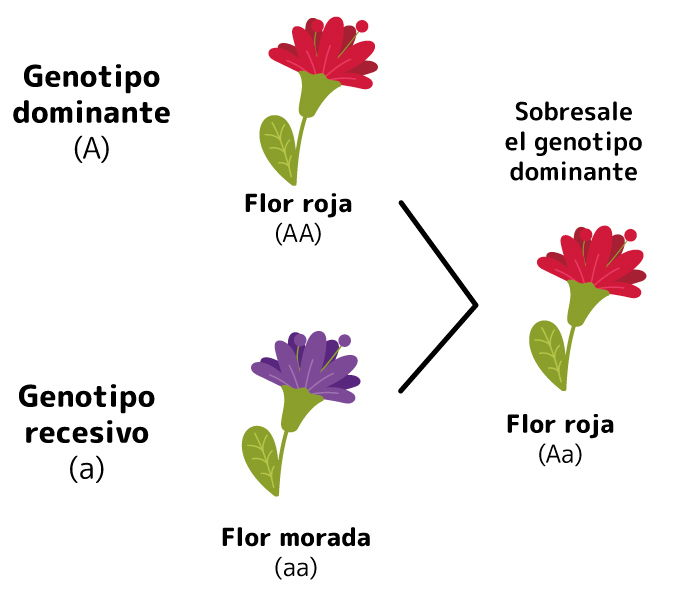 Genotipo
dominante
(A)
Flor roja
(AA)
Genotipo
recesivo
(a)
Flor morada
(aa)
Sobresale
el genotipo
dominante
Flor roja
(Aa)